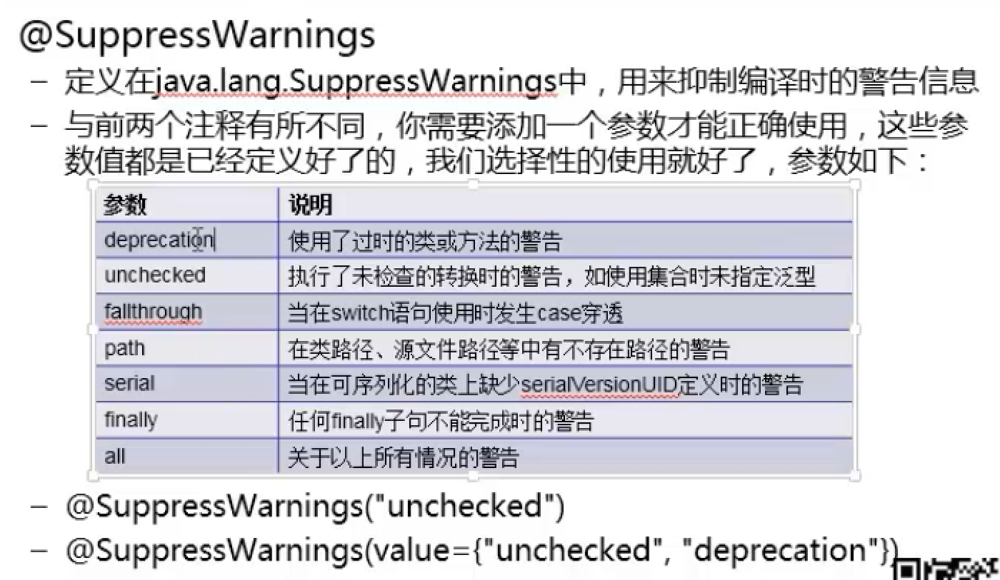 @SuppressWarnings
– 定义在java.lang.SuppressWarnings中，用来抑制编译时的警告信息
– 与前两个注释有所不同，你需要添加一个参数才能正确使用，这些参
数值都是已经定义好了的，我们选择性的使用就好了，参数如下：
参数 说明
deprecation 使用了过时的类或方法的警告
unchecked 执行了未检查的转换时的警告，如使用集合时未指定泛型
fallthrough 当在switch语句使用时发生case穿透
path 在类路径、源文件路径等中有不存在路径的警告
serial 当在可序列化的类上缺少serialVersionUID定义时的警告
finally 任何finally子句不能完成时的警告
all 关于以上所有情况的警告
– @SuppressWarnings("unchecked")
– @SuppressWarnings(value={"unchecked", "deprecation"})